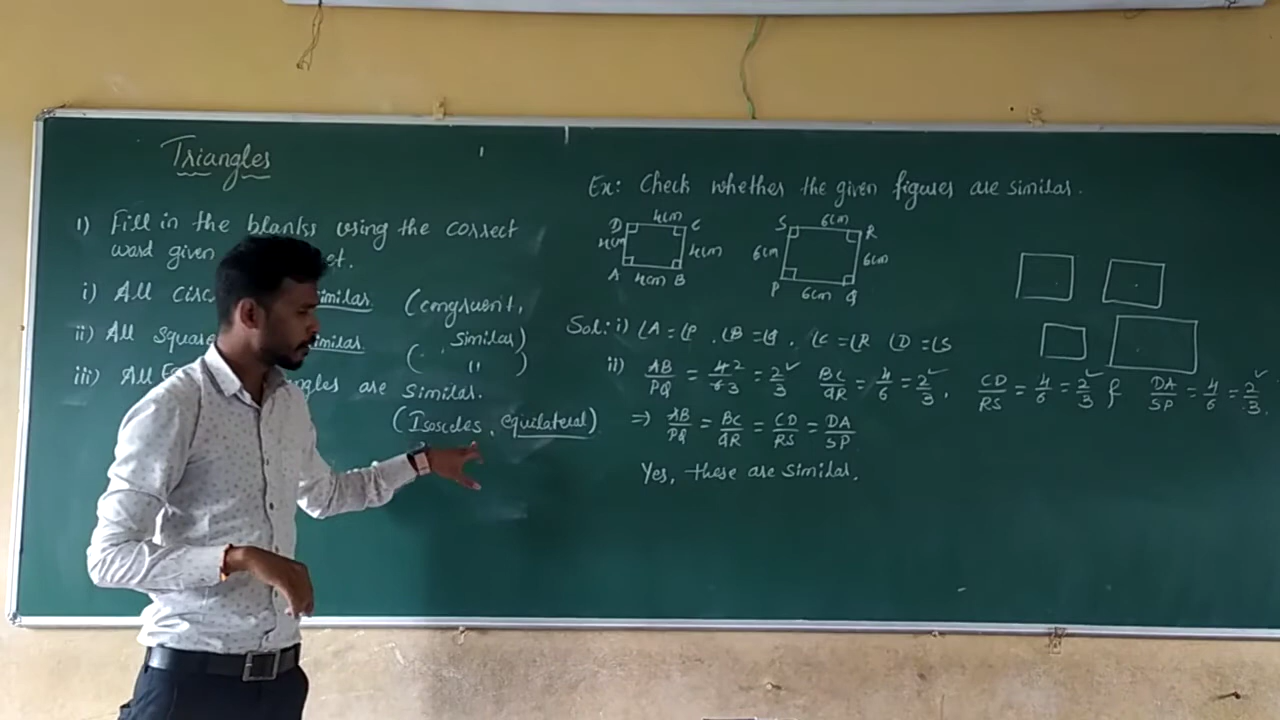 Triangles
1) Fill in the blanks using the correct
word given
i) All (congruent,
similar)
ii) All
( " )
iii) All are Similar.
(Isosceles, equilateral)
Ex: Check whether the given figures are similar.
D 4cm C
4cm 4cm
A 4cm B
S 6cm R
6cm 6cm
P 6cm Q
Sol: i) ∠A = ∠P, ∠B = ∠Q, ∠C = ∠R ∠D = ∠S
ii) AB/PQ = 4/6 = 2/3 ✓ BC/QR = 4/6 = 2/3 ✓, CD/RS = 4/6 = 2/3 ✓ & DA/SP = 4/6 = 2/3 ✓.
⇒ AB/PQ = BC/QR = CD/RS = DA/SP
Yes, these are similar.